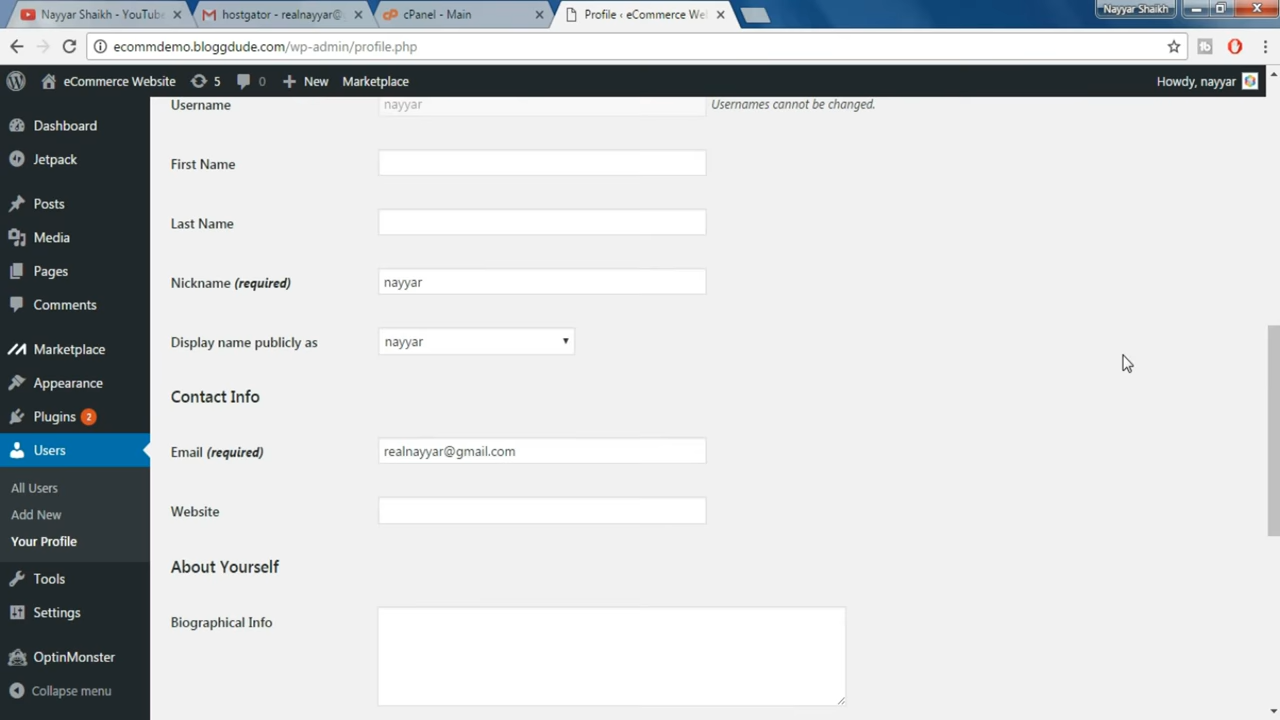 Nayyar Shaikh - YouTube
hostgator - realnayyar@
cPanel - Main
Profile ‹ eCommerce We
Nayyar Shaikh
ecommdemo.bloggdude.com/wp-admin/profile.php
eCommerce Website
5
0
New
Marketplace
Howdy, nayyar
Dashboard
Jetpack
Posts
Media
Pages
Comments
Marketplace
Appearance
Plugins 2
Users
All Users
Add New
Your Profile
Tools
Settings
OptinMonster
Collapse menu
Username nayyar Usernames cannot be changed.
First Name
Last Name
Nickname (required) nayyar
Display name publicly as nayyar
Contact Info
Email (required) realnayyar@gmail.com
Website
About Yourself
Biographical Info